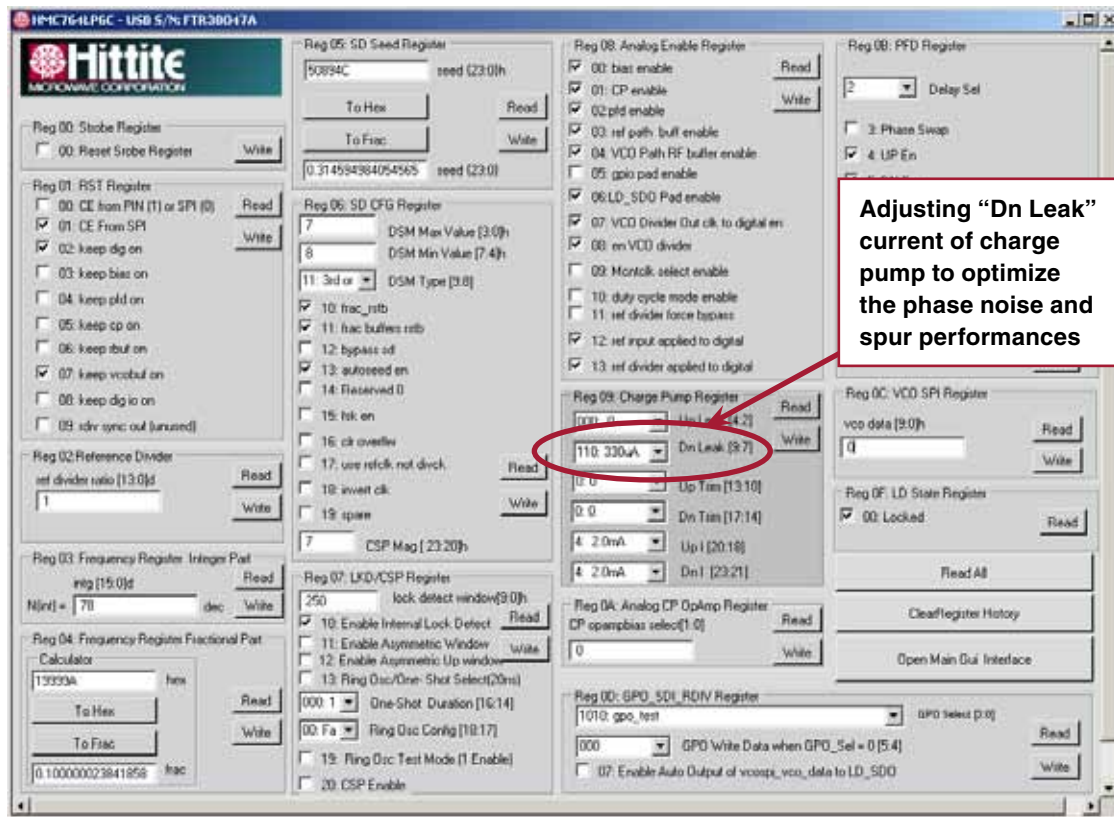 HMC764LP6C - USB S/N: FTR3DO47A
Hittite
MICROWAVE CORPORATION
Reg 00: Strobe Register
00: Reset Srobe Register Write
Reg 01: RST Register
00: CE from PIN (1) or SPI (0) Read
01: CE From SPI
Write
02: keep dig on
03: keep bias on
04: keep pfd on
05: keep cp on
06: keep rbuf on
07: keep vcobuf on
08: keep dig io on
09: rdiv sync out (unused)
Reg 02:Reference Divider
ref divider ratio [13:0]d Read
1
Write
Reg 03: Frequency Register Integer Part
intg [15:0]d Read
N(int) = 78 dec Write
Reg 04: Frequency Register Fractional Part
Calculator
19999A hex
To Hex Read
To Frac Write
0.100000023841858 frac
Reg 05: SD Seed Register
50894C seed (23:0)h
To Hex Read
To Frac Write
0.314594984054565 seed (23:0)
Reg 06: SD CFG Register
7 DSM Max Value [3:0]h
8 DSM Min Value [7:4]h
11: 3rd or DSM Type [9:8]
10: frac_rstb
11: frac buffers rstb
12: bypass sd
13: autoseed en
14: Reserved 0
15: fsk en
16: clr overflw
17: use refclk not divck Read
18: invert clk
Write
19: spare
7 CSP Mag [ 23:20]h
Reg 07: LKD/CSP Register
250 lock detect window[9:0]h
10: Enable Internal Lock Detect Read
11: Enable Asymmetric Window Write
12: Enable Asymmetric Up window
13: Ring Osc/One- Shot Select(20ns)
000: 1 One-Shot Duration [16:14]
00: Fa Ring Osc Config [18:17]
19: Ring Osc Test Mode (1 Enable)
20: CSP Enable
Reg 08: Analog Enable Register
00: bias enable Read
01: CP enable
Write
02:pfd enable
03: ref path buff enable
04: VCO Path RF buffer enable
05: gpio pad enable
06:LD_SDO Pad enable
07: VCO Divider Out clk to digital en
08: en VCO divider
09: Montclk select enable
10: duty cycle mode enable
11: ref divider force bypass
12: ref input applied to digital
13: ref divider applied to digital
Reg 09: Charge Pump Register
Read
110: 330uA Dn Leak [9:7] Write
0: 0 Up Trim [13:10]
0: 0 Dn Trim [17:14]
4: 2.0mA Up I [20:18]
4: 2.0mA Dn I [23:21]
Reg 0A: Analog CP OpAmp Register
CP opampbias select[1:0] Read
0 Write
Reg 0B: PFD Register
2 Delay Sel
3: Phase Swap
4: UP En
Adjusting “Dn Leak”
current of charge
pump to optimize
the phase noise and
spur performances
Reg 0C: VCO SPI Register
vco data [9:0]h Read
0
Write
Reg 0F: LD State Register
00: Locked Read
Read All
ClearRegister History
Open Main Gui Interface
Reg 0D: GPO_SDI_RDIV Register
1010: gpo_test GPO Select [3:0]
Read
000 GPO Write Data when GPO_Sel = 0 [5:4]
07: Enable Auto Output of vcospi_vco_data to LD_SDO Write